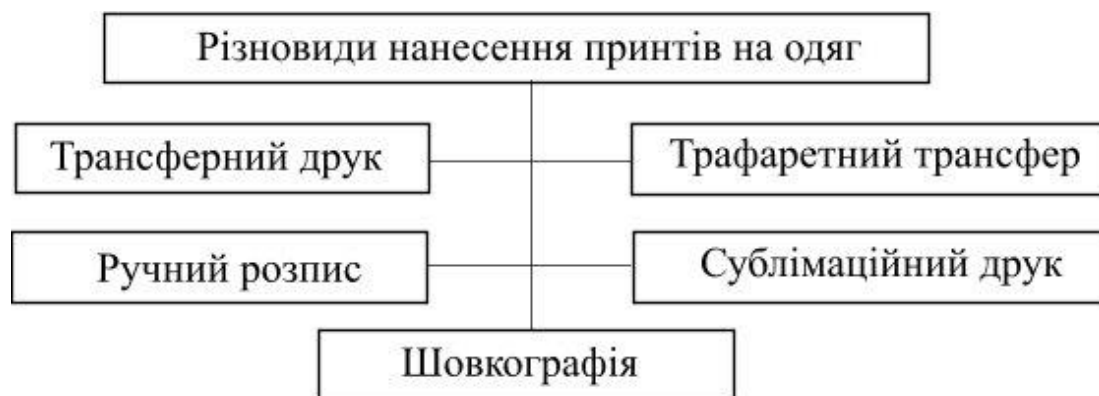 Різновиди нанесення принтів на одяг
Трансферний друк
Трафаретний трансфер
Ручний розпис
Сублімаційний друк
Шовкографія